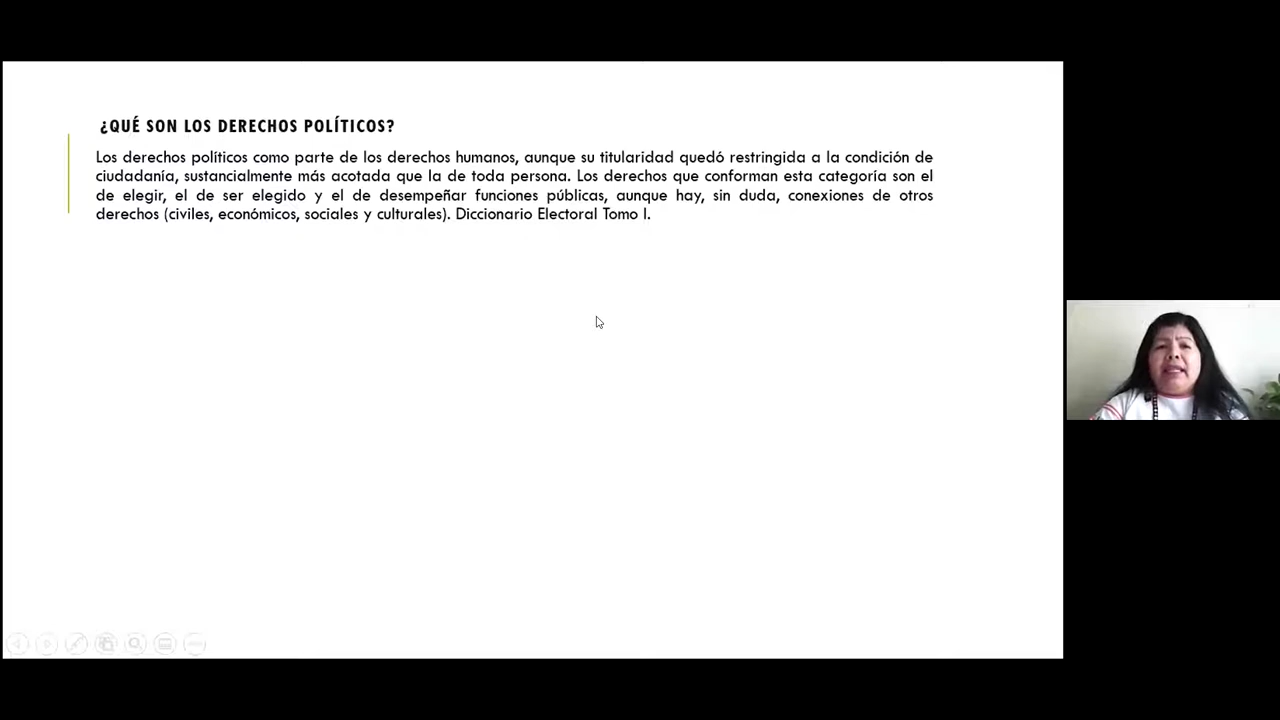 ¿QUÉ SON LOS DERECHOS POLÍTICOS?
Los derechos políticos como parte de los derechos humanos, aunque su titularidad quedó restringida a la condición de
ciudadanía, sustancialmente más acotada que la de toda persona. Los derechos que conforman esta categoría son el
de elegir, el de ser elegido y el de desempeñar funciones públicas, aunque hay, sin duda, conexiones de otros
derechos (civiles, económicos, sociales y culturales). Diccionario Electoral Tomo I.